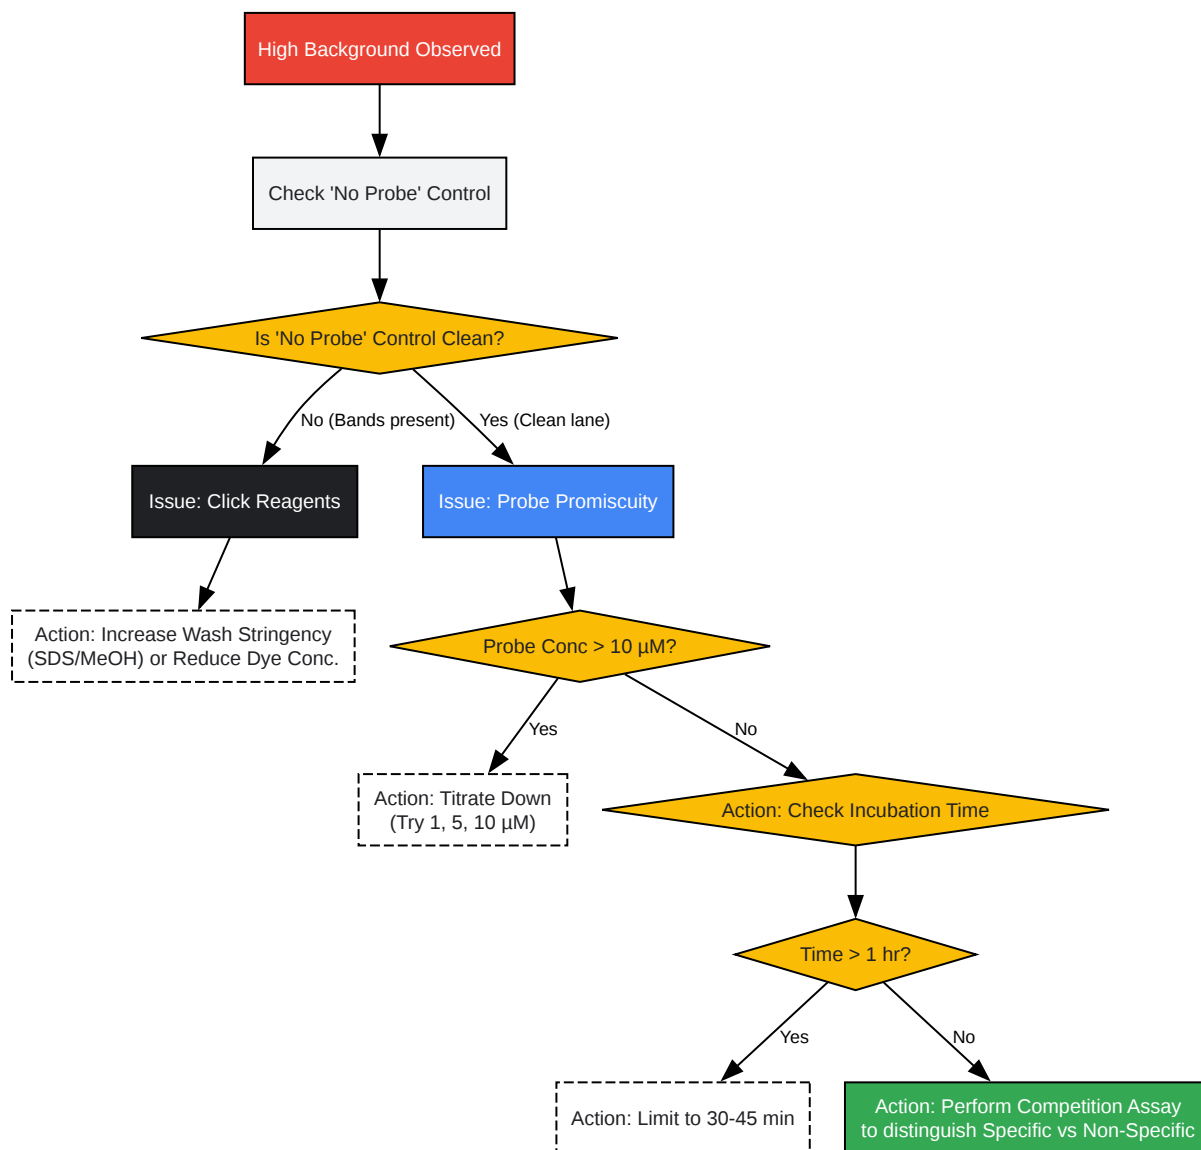 High Background Observed
Check 'No Probe' Control
Is 'No Probe' Control Clean?
No (Bands present)
Yes (Clean lane)
Issue: Click Reagents
Issue: Probe Promiscuity
Action: Increase Wash Stringency
(SDS/MeOH) or Reduce Dye Conc.
Probe Conc > 10 µM?
Yes
No
Action: Titrate Down
(Try 1, 5, 10 µM)
Action: Check Incubation Time
Time > 1 hr?
Yes
No
Action: Limit to 30-45 min
Action: Perform Competition Assay
to distinguish Specific vs Non-Specific